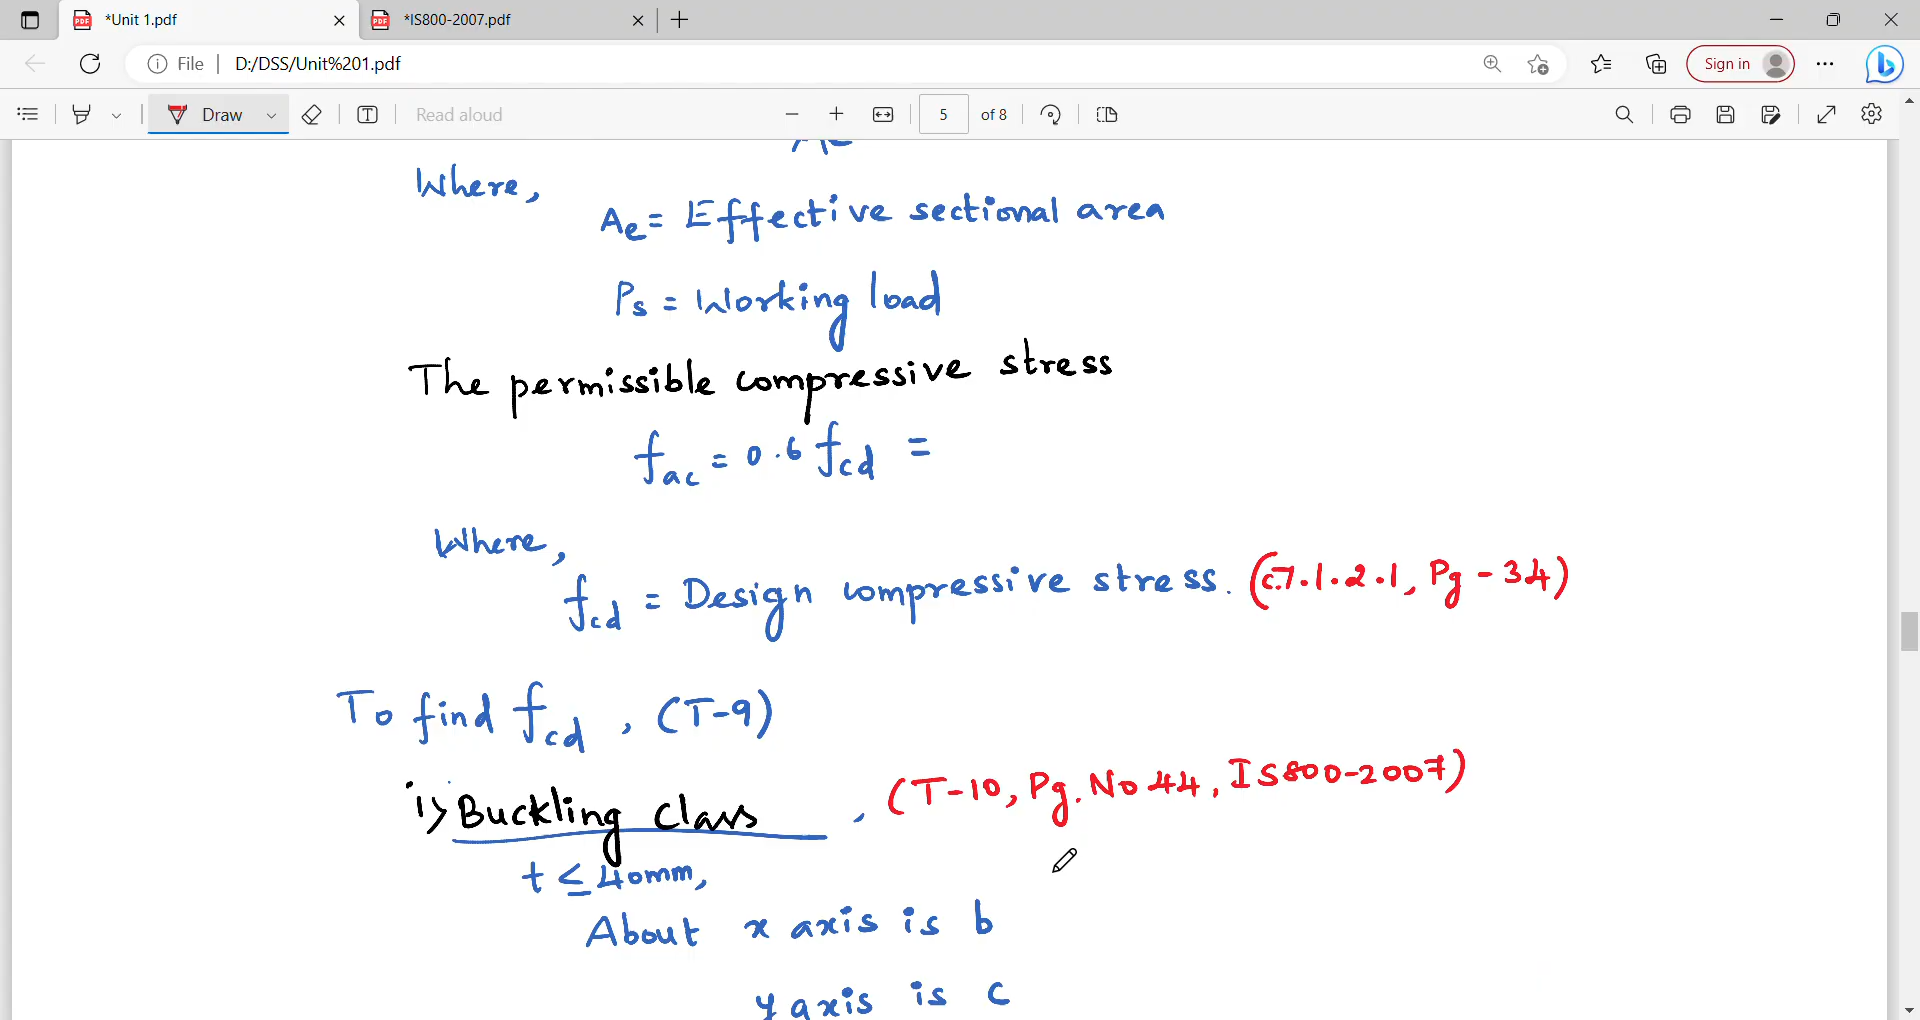 *Unit 1.pdf
*IS800-2007.pdf
File
D:/DSS/Unit%201.pdf
Sign in
Draw
Read aloud
5 of 8
Where,
Ae = Effective sectional area
Ps = Working load
The permissible compressive stress
fac = 0.6 fcd =
Where,
fcd = Design compressive stress. (C.7.1.2.1, Pg - 34)
To find fcd , (T-9)
i> Buckling Class , (T-10, Pg. No 44, IS800-2007)
t ≤ 40mm,
About x axis is b
y axis is c